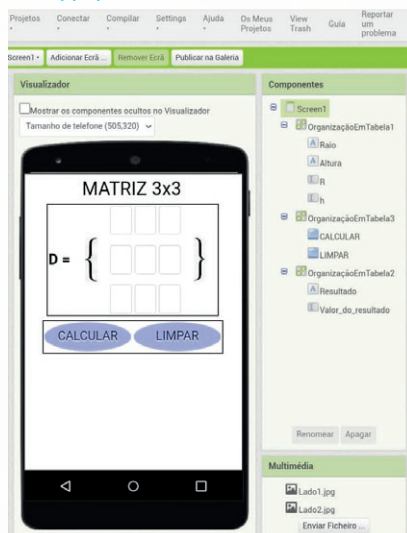 Projetos Conectar Compilar Settings Ajuda Os Meus Projetos View Trash Guia Reportar um problema
Screen1 Adicionar Ecrã ... Remover Ecrã Publicar na Galeria
Visualizador
Mostrar os componentes ocultos no Visualizador
Tamanho de telefone (505,320)
MATRIZ 3x3
D = { }
CALCULAR LIMPAR
Componentes
Screen1
OrganizaçãoEmTabela1
Raio
Altura
R
h
OrganizaçãoEmTabela3
CALCULAR
LIMPAR
OrganizaçãoEmTabela2
Resultado
Valor_do_resultado
Renomear Apagar
Multimédia
Lado1.jpg
Lado2.jpg
Enviar Ficheiro ...